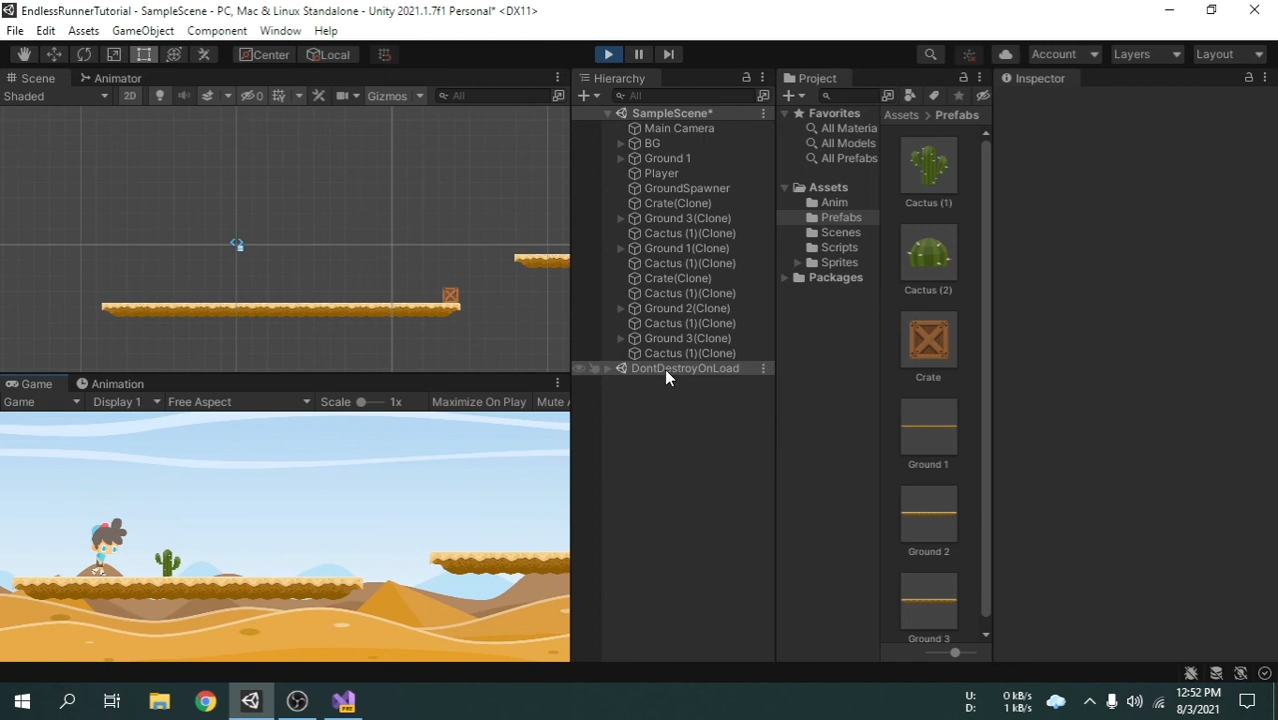 EndlessRunnerTutorial - SampleScene - PC, Mac & Linux Standalone - Unity 2021.1.7f1 Personal* <DX11>
File Edit Assets GameObject Component Window Help
Center Local Account Layers Layout
Scene Animator
Shaded 2D 0 Gizmos All
Game Animation
Game Display 1 Free Aspect Scale 1x Maximize On Play Mute A
Hierarchy
All
SampleScene*
Main Camera
BG
Ground 1
Player
GroundSpawner
Crate(Clone)
Ground 3(Clone)
Cactus (1)(Clone)
Ground 1(Clone)
Cactus (1)(Clone)
Crate(Clone)
Cactus (1)(Clone)
Ground 2(Clone)
Cactus (1)(Clone)
Ground 3(Clone)
Cactus (1)(Clone)
DontDestroyOnLoad
Project
Favorites
All Materia
All Models
All Prefabs
Assets
Anim
Prefabs
Scenes
Scripts
Sprites
Packages
Assets > Prefabs
Cactus (1)
Cactus (2)
Crate
Ground 1
Ground 2
Ground 3
Inspector
U: 0 kB/s
D: 1 kB/s
12:52 PM
8/3/2021